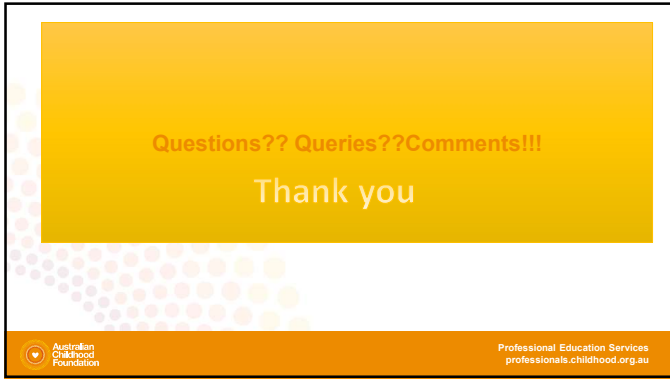 Questions?? Queries??Comments!!!
Thank you
Australian
Childhood
Foundation
Professional Education Services
professionals.childhood.org.au